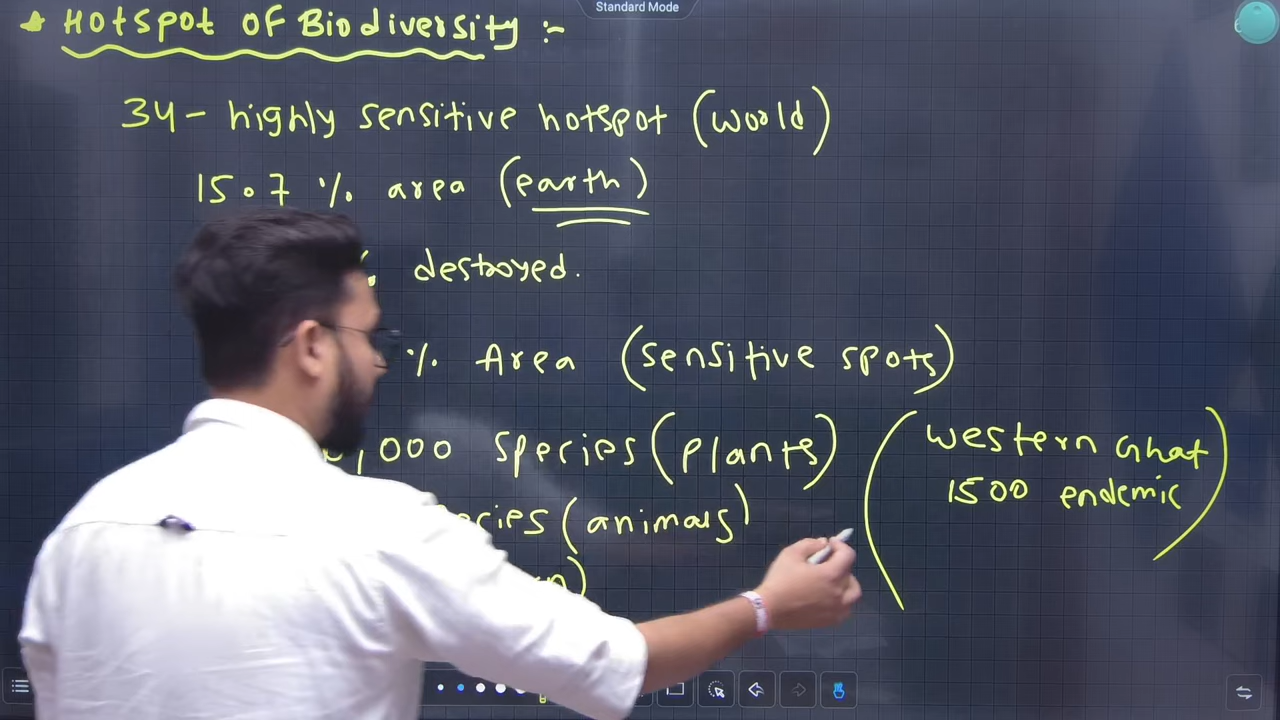 Standard Mode
* Hotspot of Biodiversity :-
34 - highly sensitive hotspot (world)
15.7 % area (earth)
% destroyed.
% Area (sensitive spots)
,000 species (plants)
western Ghat
1500 endemic
species (animals)